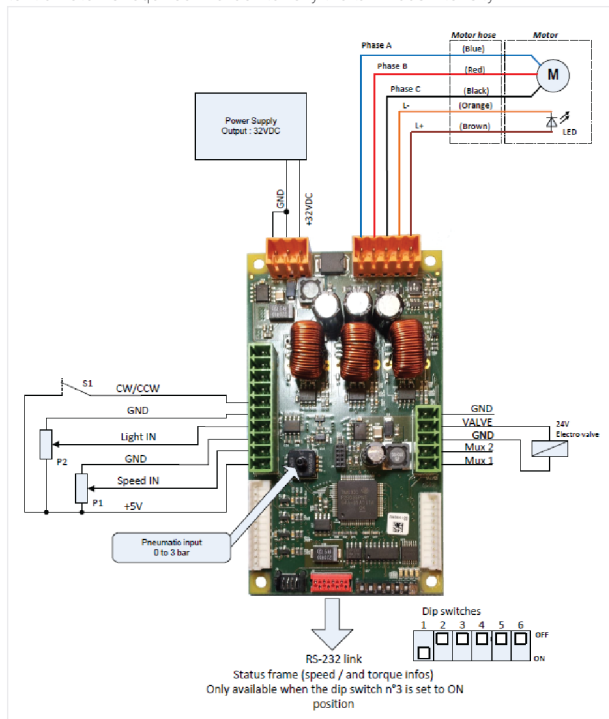 Motor hose
Motor
Phase A
(Blue)
Phase B
(Red)
M
Phase C
(Black)
L-
(Orange)
L+
(Brown)
LED
Power Supply
Output : 32VDC
GND
+32VDC
S1
CW/CCW
GND
Light IN
P2
GND
Speed IN
P1
+5V
GND
VALVE
GND
Mux 2
Mux 1
24V
Electro-valve
Pneumatic input
0 to 3 bar
Dip switches
1 2 3 4 5 6
OFF
ON
RS-232 link
Status frame (speed / and torque infos)
Only available when the dip switch n°3 is set to ON
position